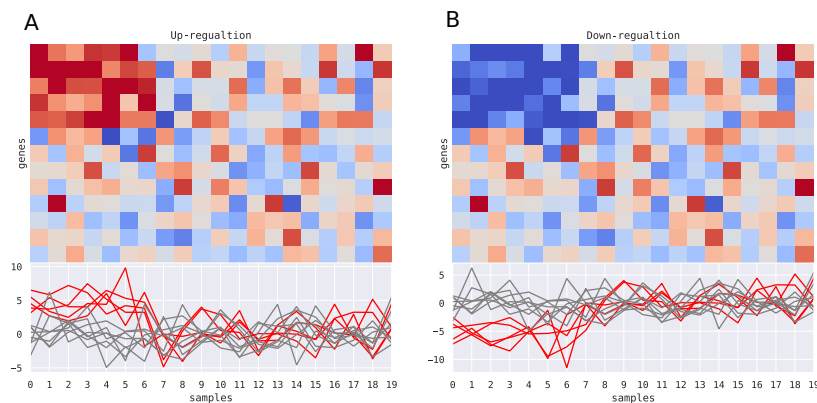 A
B
Up-regualtion
Down-regualtion
genes
genes
10
5
0
−5
5
0
−5
−10
0 1 2 3 4 5 6 7 8 9 10 11 12 13 14 15 16 17 18 19
0 1 2 3 4 5 6 7 8 9 10 11 12 13 14 15 16 17 18 19
samples
samples